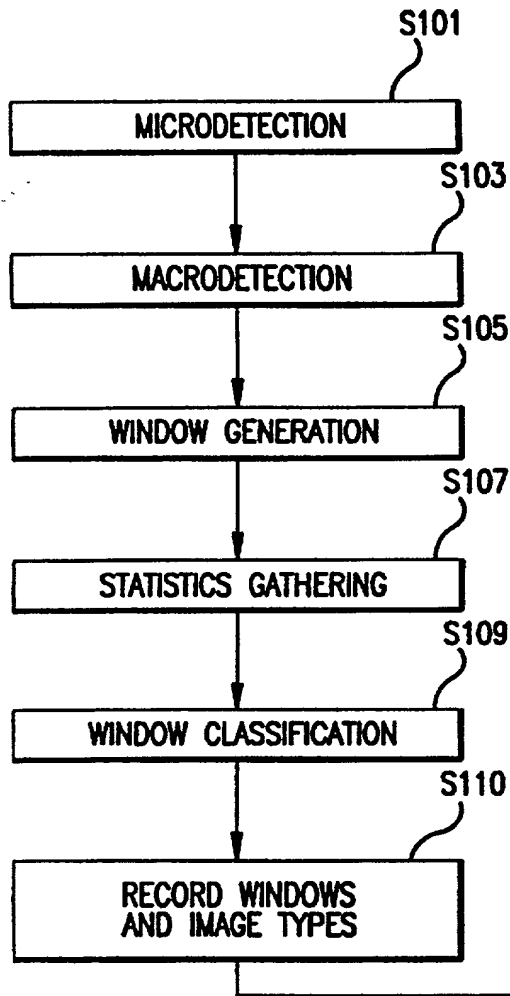 S101
MICRODETECTION
S103
MACRODETECTION
S105
WINDOW GENERATION
S107
STATISTICS GATHERING
S109
WINDOW CLASSIFICATION
S110
RECORD WINDOWS
AND IMAGE TYPES